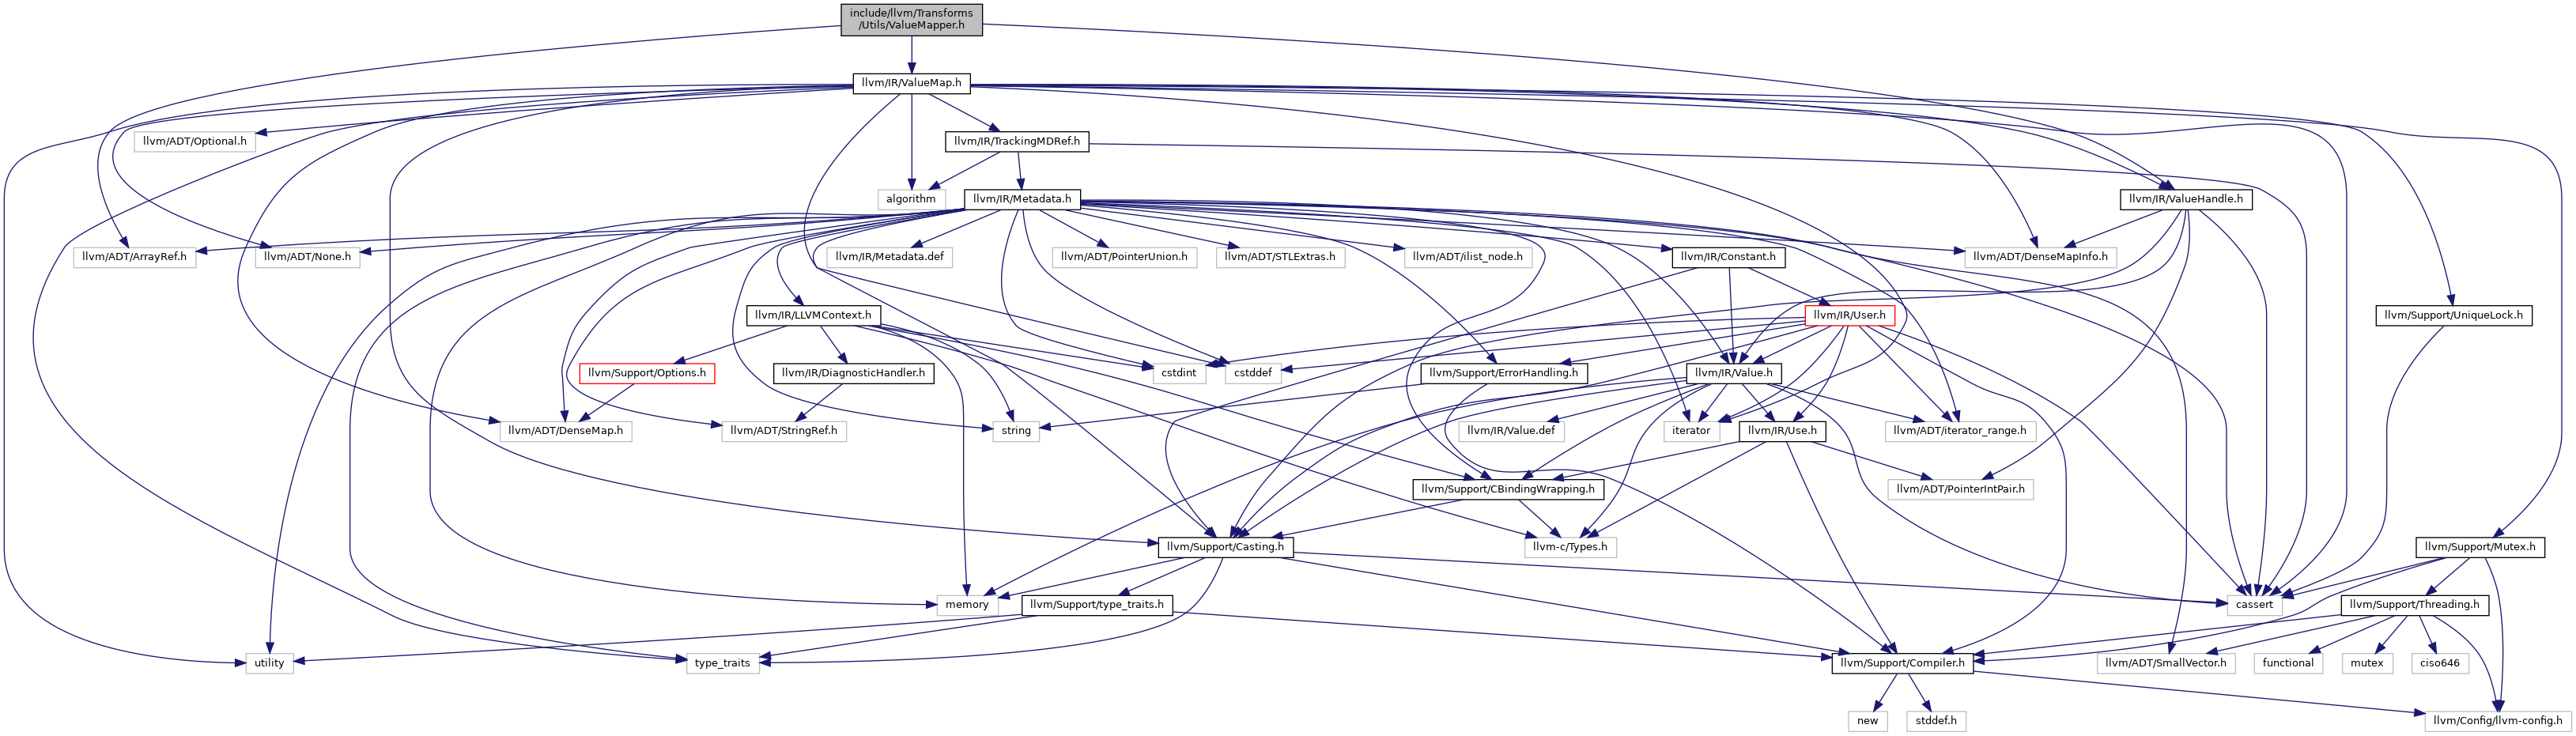 include/llvm/Transforms
/Utils/ValueMapper.h
llvm/IR/ValueMap.h
llvm/ADT/Optional.h
llvm/IR/TrackingMDRef.h
algorithm
llvm/IR/Metadata.h
llvm/IR/ValueHandle.h
llvm/ADT/ArrayRef.h
llvm/ADT/None.h
llvm/IR/Metadata.def
llvm/ADT/PointerUnion.h
llvm/ADT/STLExtras.h
llvm/ADT/ilist_node.h
llvm/IR/Constant.h
llvm/ADT/DenseMapInfo.h
llvm/IR/LLVMContext.h
llvm/IR/User.h
llvm/Support/UniqueLock.h
llvm/Support/Options.h
llvm/IR/DiagnosticHandler.h
cstdint
cstddef
llvm/Support/ErrorHandling.h
llvm/IR/Value.h
llvm/ADT/DenseMap.h
llvm/ADT/StringRef.h
string
llvm/IR/Value.def
iterator
llvm/IR/Use.h
llvm/ADT/iterator_range.h
llvm/Support/CBindingWrapping.h
llvm/ADT/PointerIntPair.h
llvm/Support/Casting.h
llvm-c/Types.h
llvm/Support/Mutex.h
memory
llvm/Support/type_traits.h
cassert
llvm/Support/Threading.h
utility
type_traits
llvm/Support/Compiler.h
llvm/ADT/SmallVector.h
functional
mutex
ciso646
new
stddef.h
llvm/Config/llvm-config.h